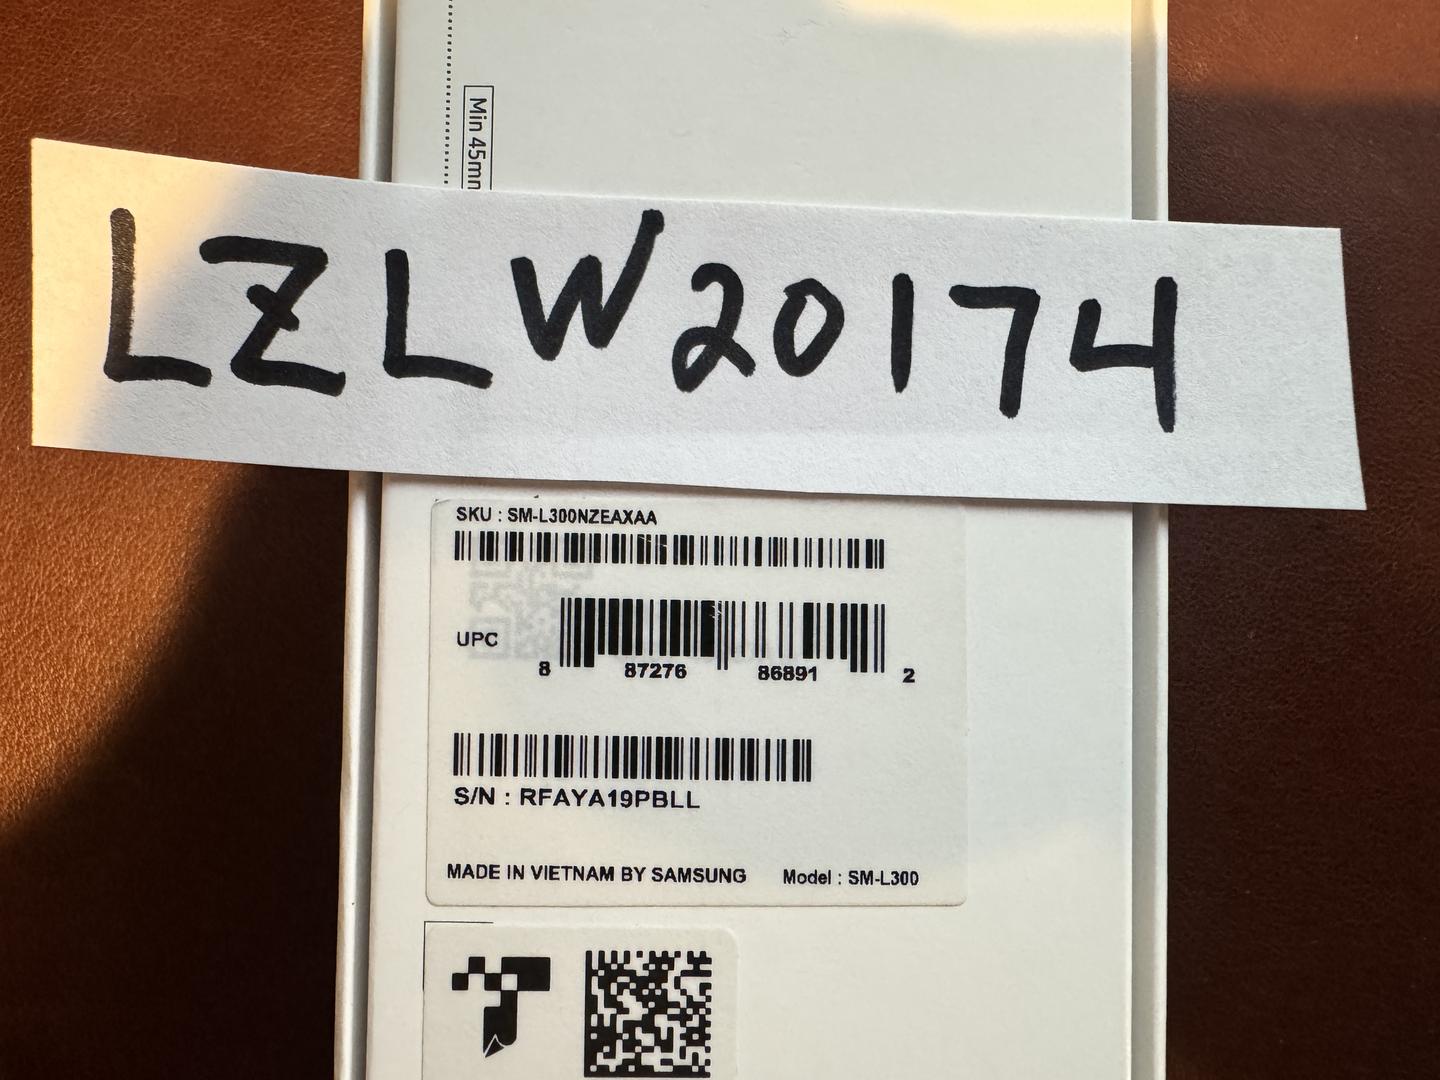 Min 45mm
LZLW20174
SKU : SM-L300NZEAXAA
UPC
8 87276 86891 2
S/N : RFAYA19PBLL
MADE IN VIETNAM BY SAMSUNG Model : SM-L300